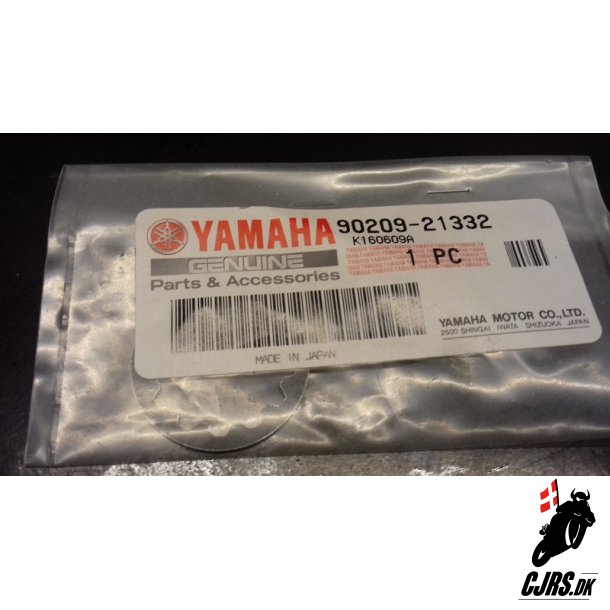 YAMAHA 90209-21332
K160609A
GENUINE 1 PC
Parts & Accessories
YAMAHA MOTOR CO.,LTD.
2500 SHINGAI IWATA SHIZUOKA JAPAN
MADE IN JAPAN
CJRS.DK